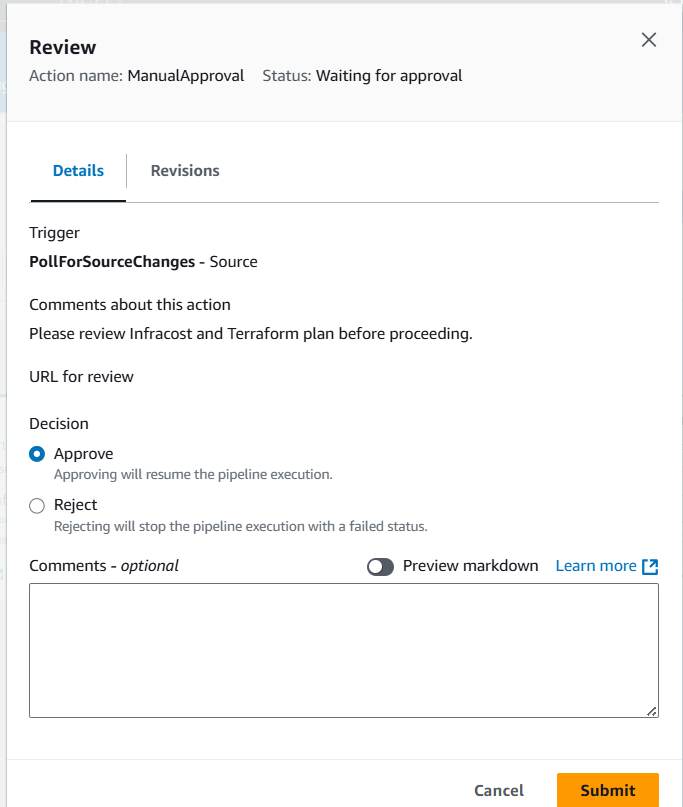 Review
Action name: ManualApproval Status: Waiting for approval
Details Revisions
Trigger
PollForSourceChanges - Source
Comments about this action
Please review Infracost and Terraform plan before proceeding.
URL for review
Decision
Approve
Approving will resume the pipeline execution.
Reject
Rejecting will stop the pipeline execution with a failed status.
Comments - optional Preview markdown Learn more
Cancel Submit